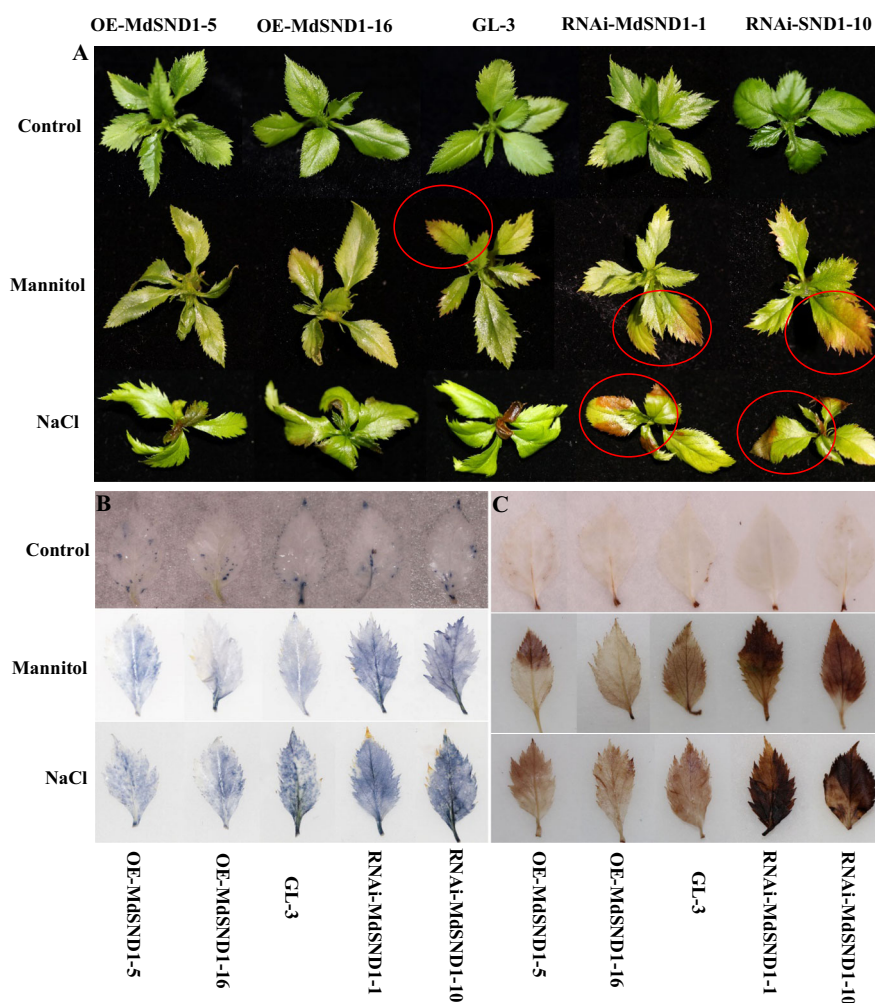 OE-MdSND1-5 OE-MdSND1-16 GL-3 RNAi-MdSND1-1 RNAi-SND1-10
A
Control
Mannitol
NaCl
B C
Control
Mannitol
NaCl
OE-MdSND1-5
OE-MdSND1-16
GL-3
RNAi-MdSND1-1
RNAi-MdSND1-10
OE-MdSND1-5
OE-MdSND1-16
GL-3
RNAi-MdSND1-1
RNAi-MdSND1-10